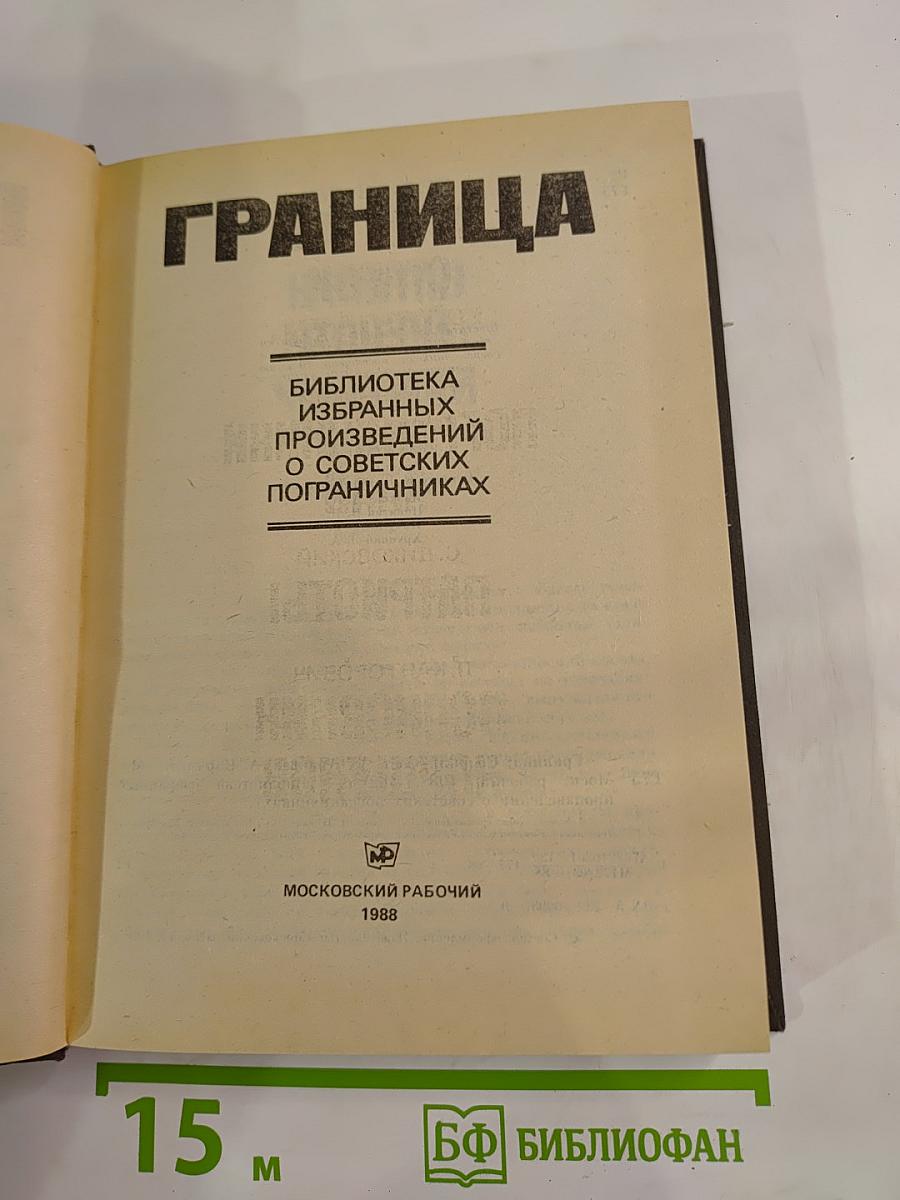 ГРАНИЦА
БИБЛИОТЕКА
ИЗБРАННЫХ
ПРОИЗВЕДЕНИЙ
О СОВЕТСКИХ
ПОГРАНИЧНИКАХ
МР
МОСКОВСКИЙ РАБОЧИЙ
1988
15 м
БФ БИБЛИОФАН